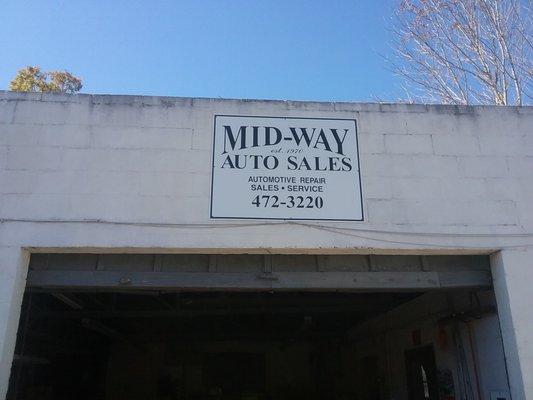 MID-WAY
est. 1970
AUTO SALES
AUTOMOTIVE REPAIR
SALES • SERVICE
472-3220